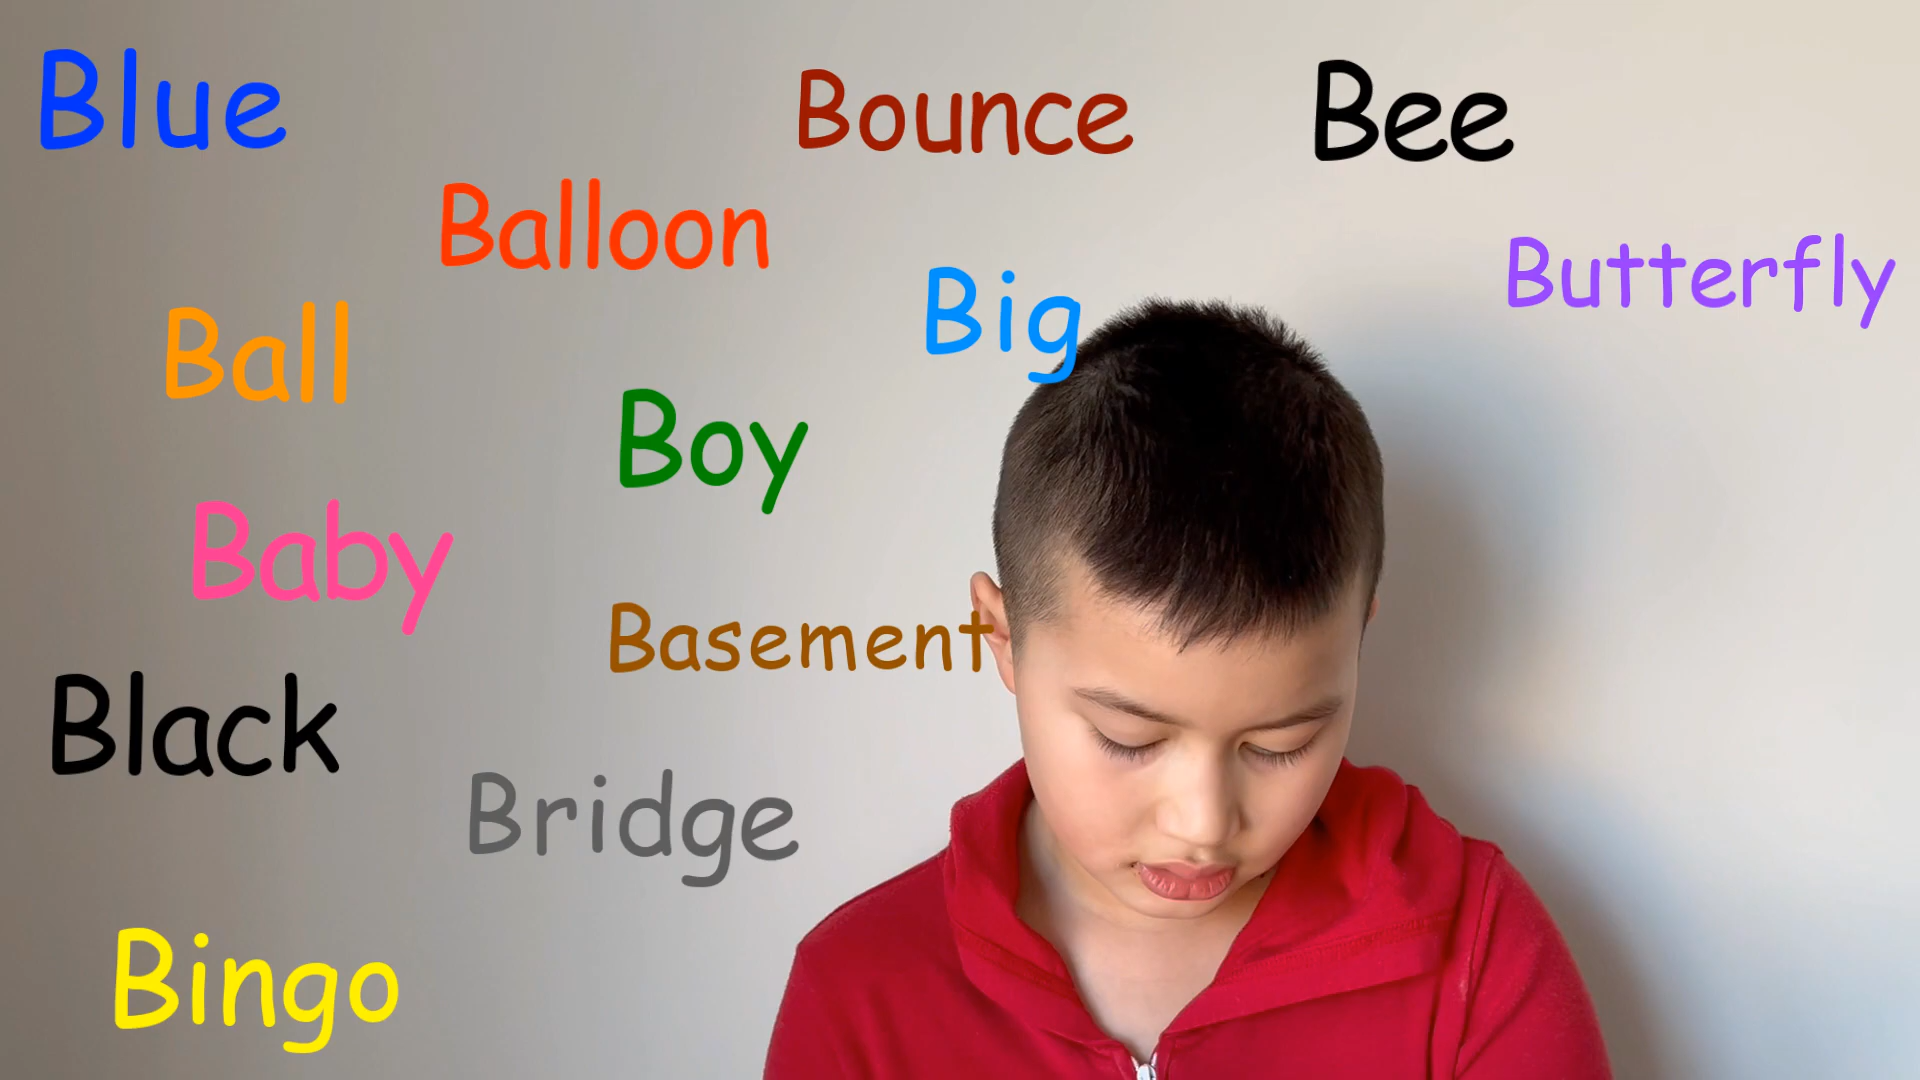 Blue
Bounce
Bee
Balloon
Butterfly
Big
Ball
Boy
Baby
Basement
Black
Bridge
Bingo